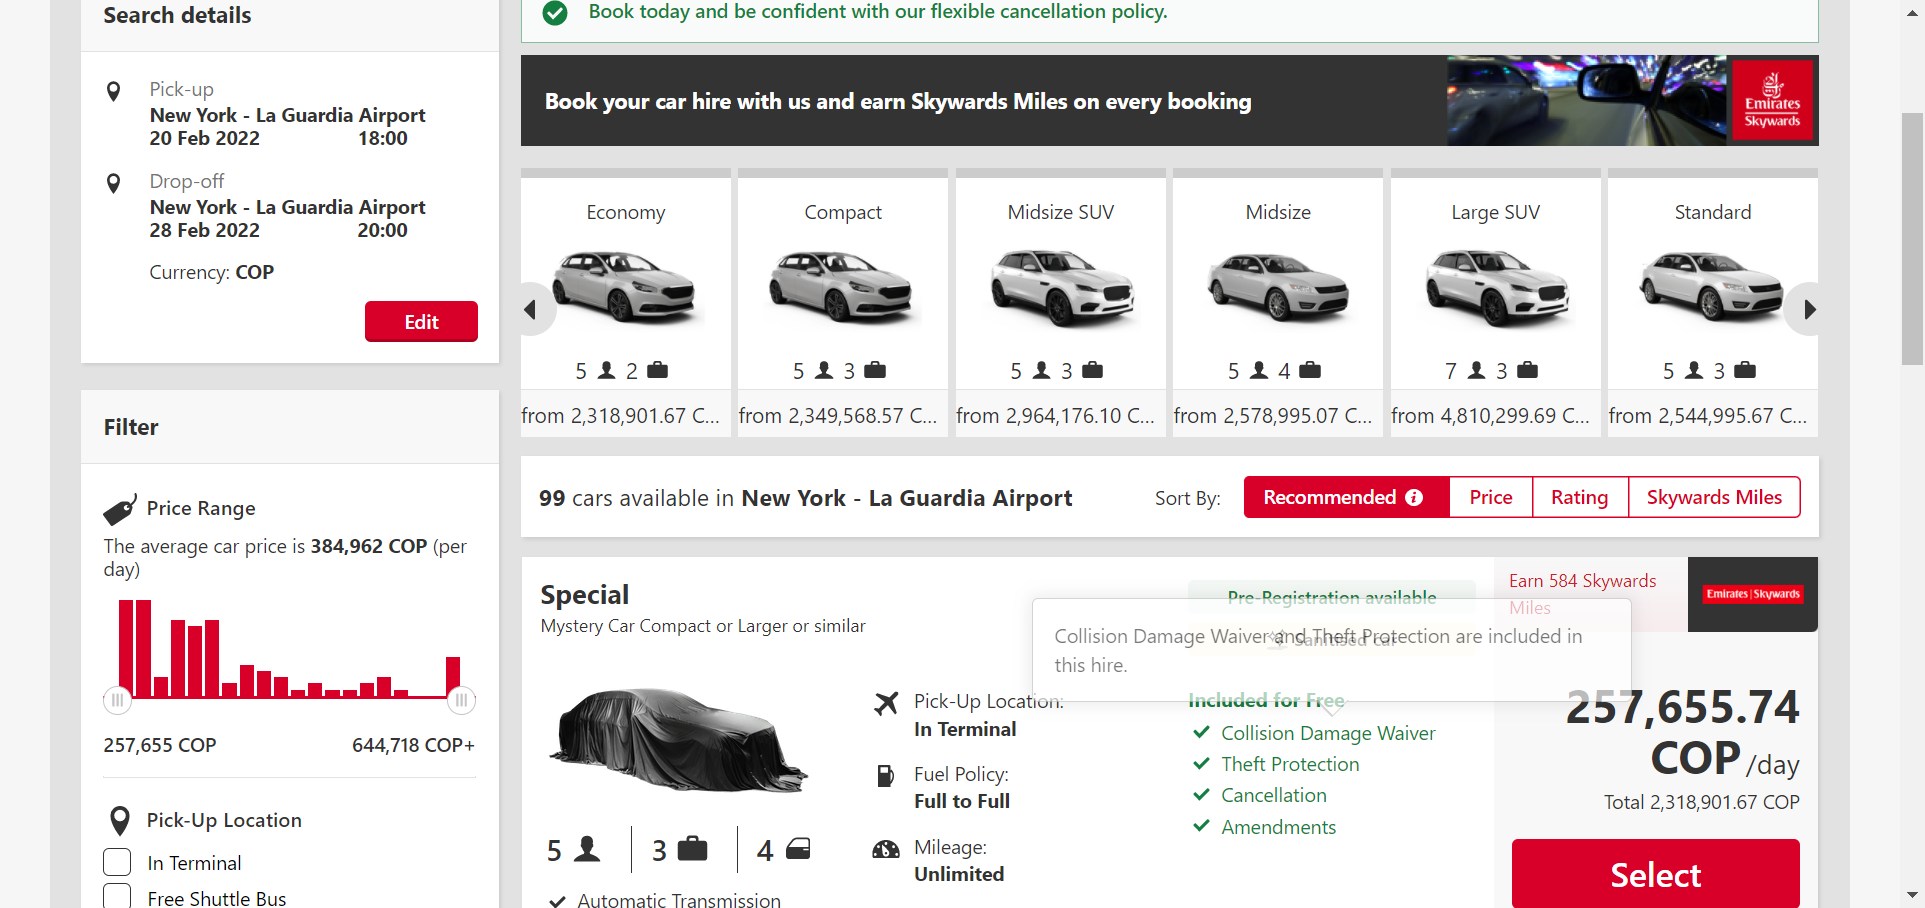 Search details
Pick-up
New York - La Guardia Airport
20 Feb 2022 18:00
Drop-off
New York - La Guardia Airport
28 Feb 2022 20:00
Currency: COP
Edit
Filter
Price Range
The average car price is 384,962 COP (per
day)
257,655 COP 644,718 COP+
Pick-Up Location
In Terminal
Free Shuttle Bus
Book today and be confident with our flexible cancellation policy.
Book your car hire with us and earn Skywards Miles on every booking
Emirates
Skywards
Economy
5 2
from 2,318,901.67 C...
Compact
5 3
from 2,349,568.57 C...
Midsize SUV
5 3
from 2,964,176.10 C...
Midsize
5 4
from 2,578,995.07 C...
Large SUV
7 3
from 4,810,299.69 C...
Standard
5 3
from 2,544,995.67 C...
99 cars available in New York - La Guardia Airport
Sort By: Recommended i Price Rating Skywards Miles
Special
Mystery Car Compact or Larger or similar
5 3 4
Automatic Transmission
Pick-Up Location:
In Terminal
Fuel Policy:
Full to Full
Mileage:
Unlimited
Pre-Registration available
Sanitised car
Collision Damage Waiver and Theft Protection are included in
this hire.
Included for Free
Collision Damage Waiver
Theft Protection
Cancellation
Amendments
Earn 584 Skywards
Miles
Emirates | Skywards
257,655.74
COP /day
Total 2,318,901.67 COP
Select